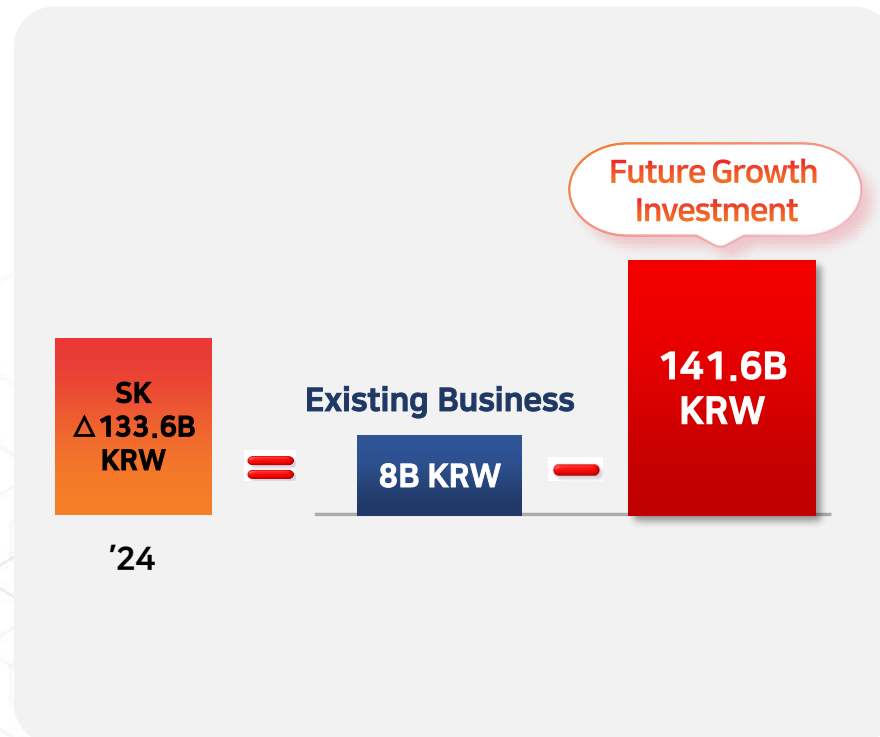 Future Growth
Investment
SK
△133.6B
KRW
Existing Business
8B KRW
141.6B
KRW
'24